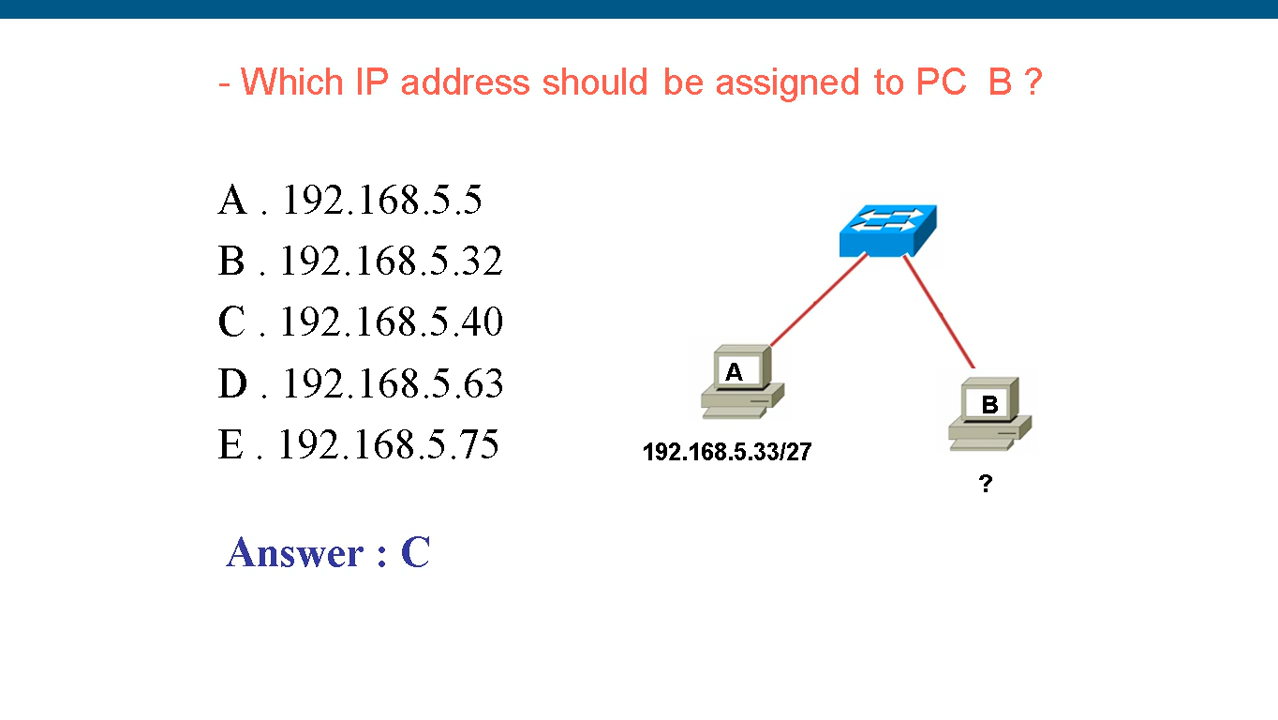 - Which IP address should be assigned to PC B ?
A . 192.168.5.5
B . 192.168.5.32
C . 192.168.5.40
D . 192.168.5.63
E . 192.168.5.75
Answer : C
A
B
192.168.5.33/27
?